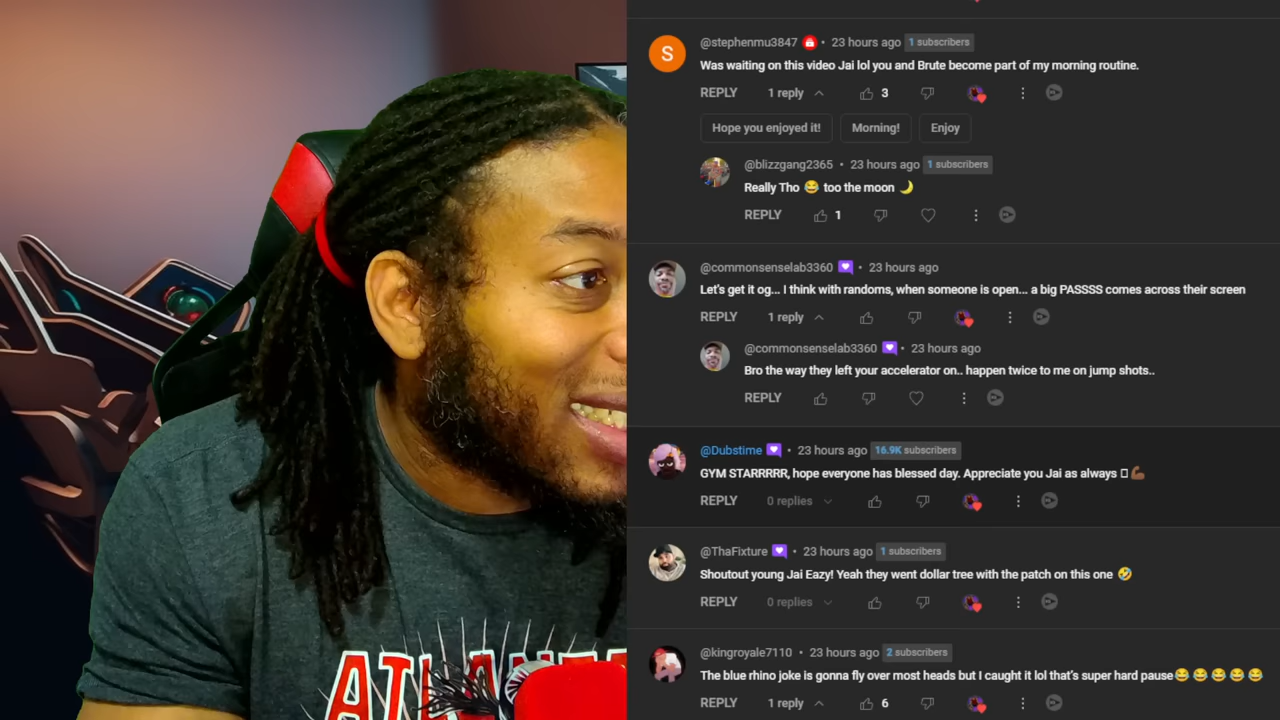 @stephenmu3847 • 23 hours ago 1 subscribers
Was waiting on this video Jai lol you and Brute become part of my morning routine.
REPLY 1 reply 3
Hope you enjoyed it! Morning! Enjoy
@blizzgang2365 • 23 hours ago 1 subscribers
Really Tho 😂 too the moon 🌙
REPLY 1
@commonsenselab3360 • 23 hours ago
Let's get it og... I think with randoms, when someone is open... a big PASSSS comes across their screen
REPLY 1 reply
@commonsenselab3360 • 23 hours ago
Bro the way they left your accelerator on.. happen twice to me on jump shots..
REPLY
@Dubstime • 23 hours ago 16.9K subscribers
GYM STARRRRR, hope everyone has blessed day. Appreciate you Jai as always 💪🏾
REPLY 0 replies
@ThaFixture • 23 hours ago 1 subscribers
Shoutout young Jai Eazy! Yeah they went dollar tree with the patch on this one 🤣
REPLY 0 replies
@kingroyale7110 • 23 hours ago 2 subscribers
The blue rhino joke is gonna fly over most heads but I caught it lol that's super hard pause😂😂😂😂😂
REPLY 1 reply 6
S